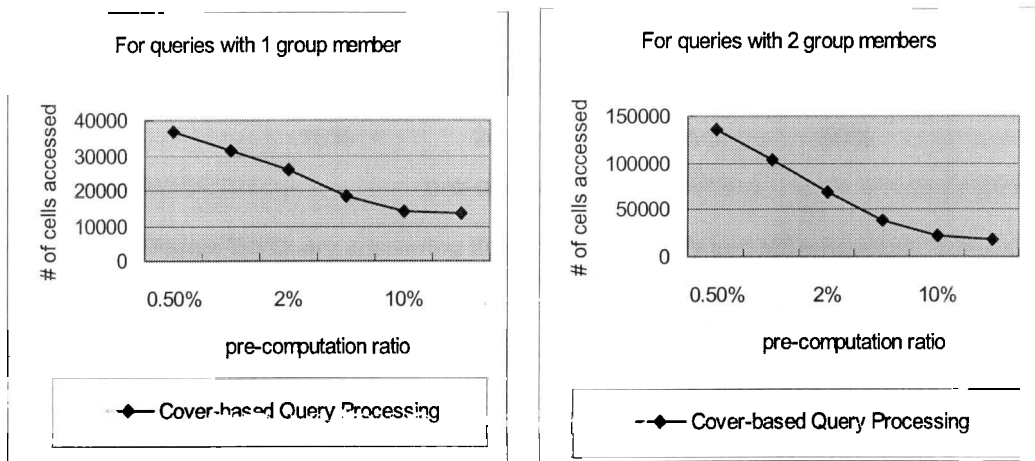 For queries with 1 group member
# of cells accessed
40000
30000
20000
10000
0
0.50% 2% 10%
pre-computation ratio
Cover-based Query Processing
For queries with 2 group members
# of cells accessed
150000
100000
50000
0
0.50% 2% 10%
pre-computation ratio
Cover-based Query Processing